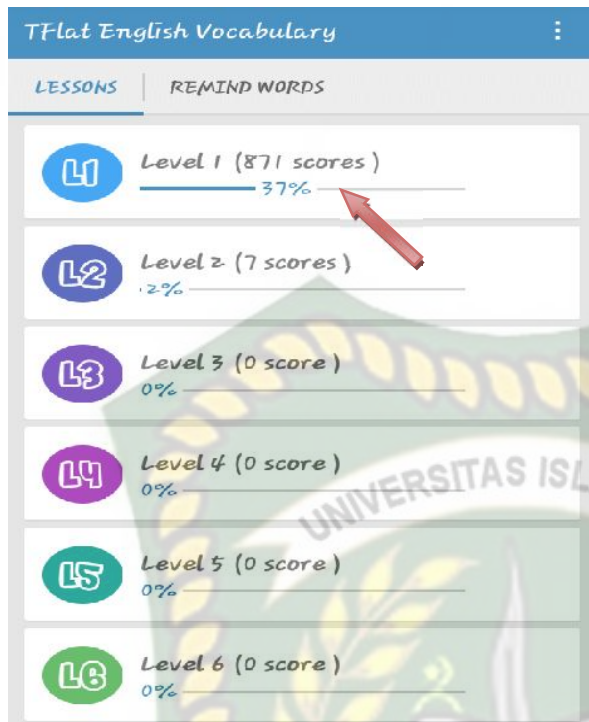 TFlat English Vocabulary
LESSONS REMIND WORDS
L1
Level 1 (871 scores)
37%
L2
Level 2 (7 scores)
2%
L3
Level 3 (0 score)
0%
L4
Level 4 (0 score)
0%
L5
Level 5 (0 score)
0%
L6
Level 6 (0 score)
0%
UNIVERSITAS ISL